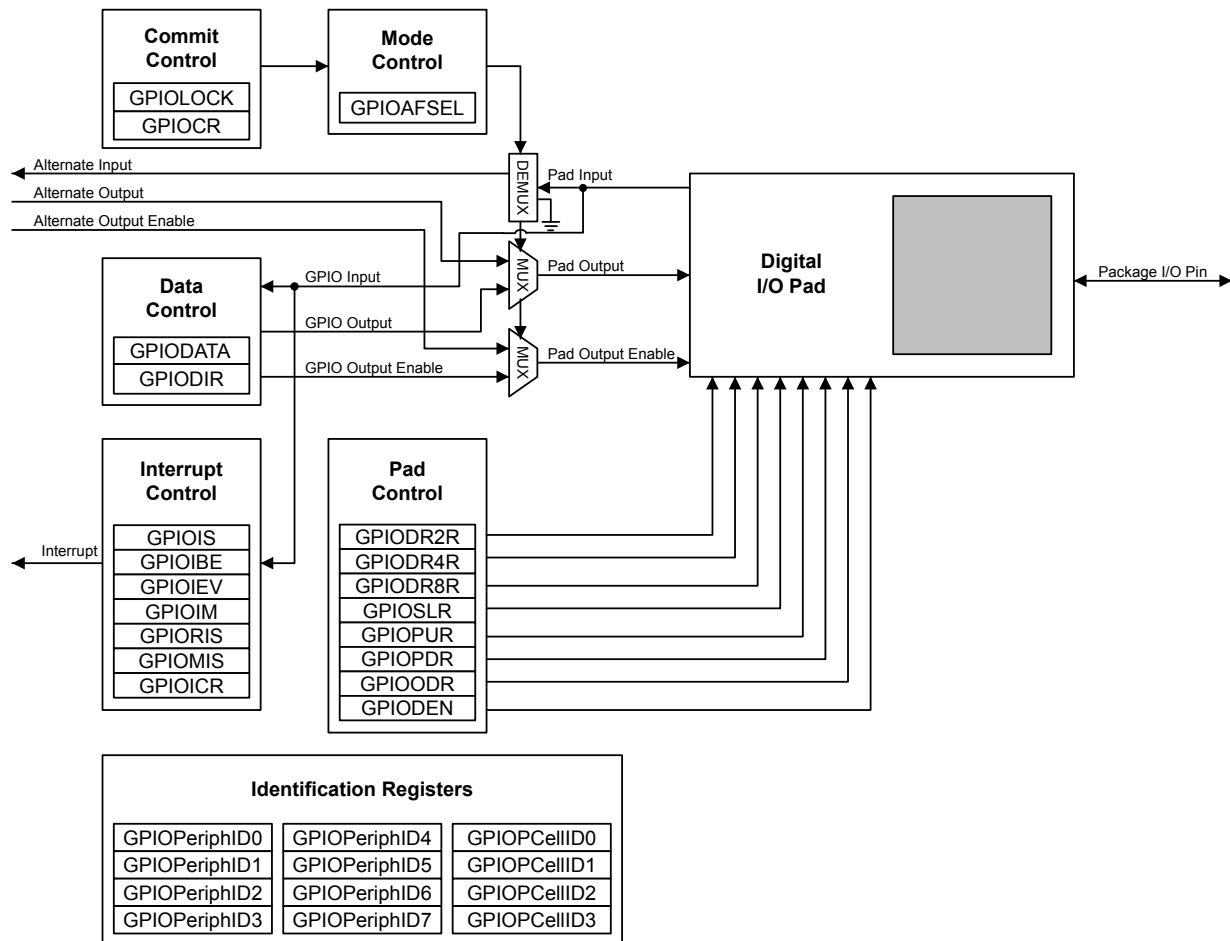 Commit
Control
GPIOLOCK
GPIOCR
Mode
Control
GPIOAFSEL
Alternate Input
Alternate Output
Alternate Output Enable
DEMUX
Pad Input
MUX
Pad Output
MUX
Pad Output Enable
Digital
I/O Pad
Package I/O Pin
Data
Control
GPIODATA
GPIODIR
GPIO Input
GPIO Output
GPIO Output Enable
Interrupt
Control
GPIOIS
GPIOIBE
GPIOIEV
GPIOIM
GPIORIS
GPIOMIS
GPIOICR
Interrupt
Pad
Control
GPIODR2R
GPIODR4R
GPIODR8R
GPIOSLR
GPIOPUR
GPIOPDR
GPIOODR
GPIODEN
Identification Registers
GPIOPeriphID0
GPIOPeriphID1
GPIOPeriphID2
GPIOPeriphID3
GPIOPeriphID4
GPIOPeriphID5
GPIOPeriphID6
GPIOPeriphID7
GPIOPCellID0
GPIOPCellID1
GPIOPCellID2
GPIOPCellID3